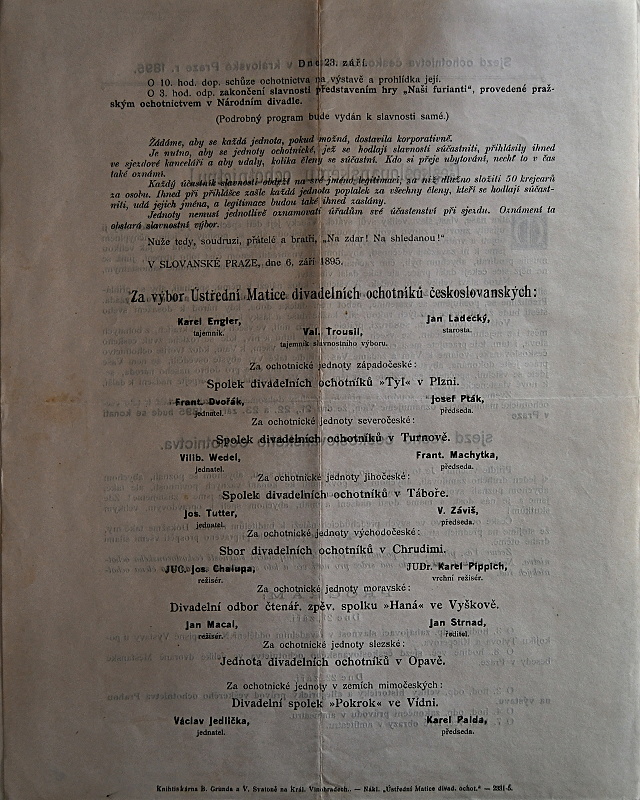 Dne 23. září.
O 10. hod. dop. schůze ochotnictva na výstavě a prohlídka její.
O 3. hod. odp. zakončení slavnosti představením hry „Naši furianti“, provedené praž-
ským ochotnictvem v Národním divadle.
(Podrobný program bude vydán k slavnosti samé.)
Žádáme, aby se každá jednota, pokud možná, dostavila korporativně.
Je nutno, aby se jednoty ochotnické, jež se hodlají slavnosti súčastniti, přihlásily ihned
ve sjezdové kanceláři a aby udaly, kolika členy se súčastní. Kdo si přeje ubytování, nechť to v čas
také oznámí.
Každý účastník slavnosti obdrží na své jméno legitimaci, za niž dlužno složiti 50 krejcarů
za osobu. Ihned při přihlášce zašle každá jednota poplatek za všechny členy, kteří se hodlají súčast-
niti, udá jejich jména, a legitimace budou také ihned zaslány.
Jednoty nemusí jednotlivě oznamovati úřadům své účastenství při sjezdu. Oznámení ta
obstará slavnostní výbor.
Nuže tedy, soudruzi, přátelé a bratří, „Na zdar! Na shledanou!“
V SLOVANSKÉ PRAZE, dne 6. září 1895.
Za výbor Ústřední Matice divadelních ochotníků českoslovanských:
Karel Engler,
tajemník.
Val. Trousil,
tajemník slavnostního výboru.
Jan Ladecký,
starosta.
Za ochotnické jednoty západočeské:
Spolek divadelních ochotníků »Tyl« v Plzni.
Frant. Dvořák,
jednatel.
Josef Pták,
předseda.
Za ochotnické jednoty severočeské:
Spolek divadelních ochotníků v Turnově.
Vilib. Wedel,
jednatel.
Frant. Machytka,
předseda.
Za ochotnické jednoty jihočeské:
Spolek divadelních ochotníků v Táboře.
Jos. Tutter,
jednatel.
V. Záviš,
předseda.
Za ochotnické jednoty východočeské:
Sbor divadelních ochotníků v Chrudimi.
JUC. Jos. Chalupa,
režisér.
JUDr. Karel Pippich,
vrchní režisér.
Za ochotnické jednoty moravské:
Divadelní odbor čtenář. zpěv. spolku »Haná« ve Vyškově.
Jan Macal,
režisér.
Jan Strnad,
ředitel.
Za ochotnické jednoty slezské:
Jednota divadelních ochotníků v Opavě.
Za ochotnické jednoty v zemích mimočeských:
Divadelní spolek »Pokrok« ve Vídni.
Václav Jedlička,
jednatel.
Karel Palda,
předseda.
Knihtiskárna B. Grunda a V. Svatoně na Král. Vinohradech. — Nákl. „Ústřední Matice divad. ochot.“ —